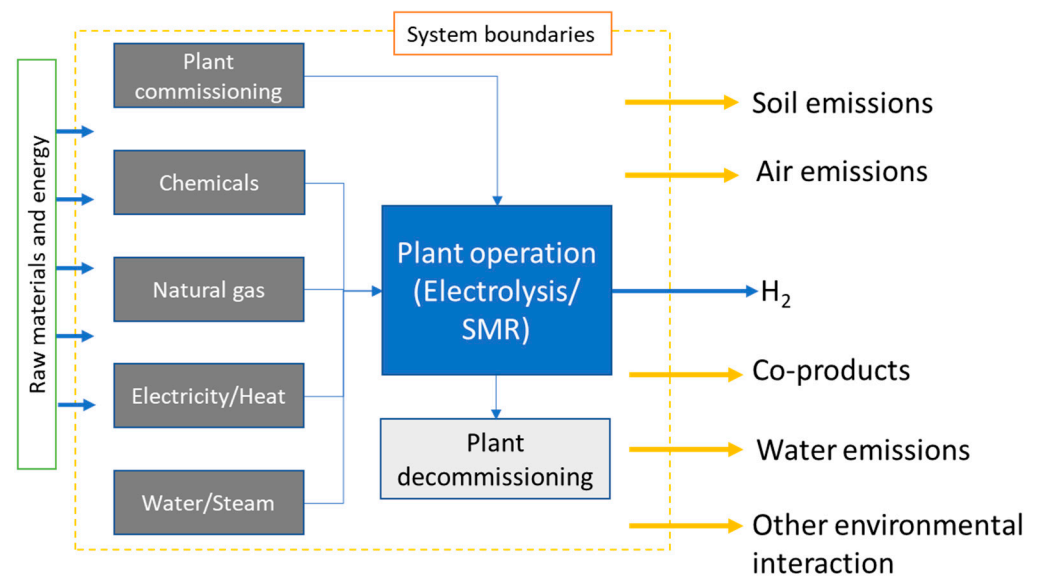 System boundaries
Raw materials and energy
Plant
commissioning
Chemicals
Natural gas
Electricity/Heat
Water/Steam
Plant operation
(Electrolysis/
SMR)
Plant
decommissioning
Soil emissions
Air emissions
H₂
Co-products
Water emissions
Other environmental
interaction